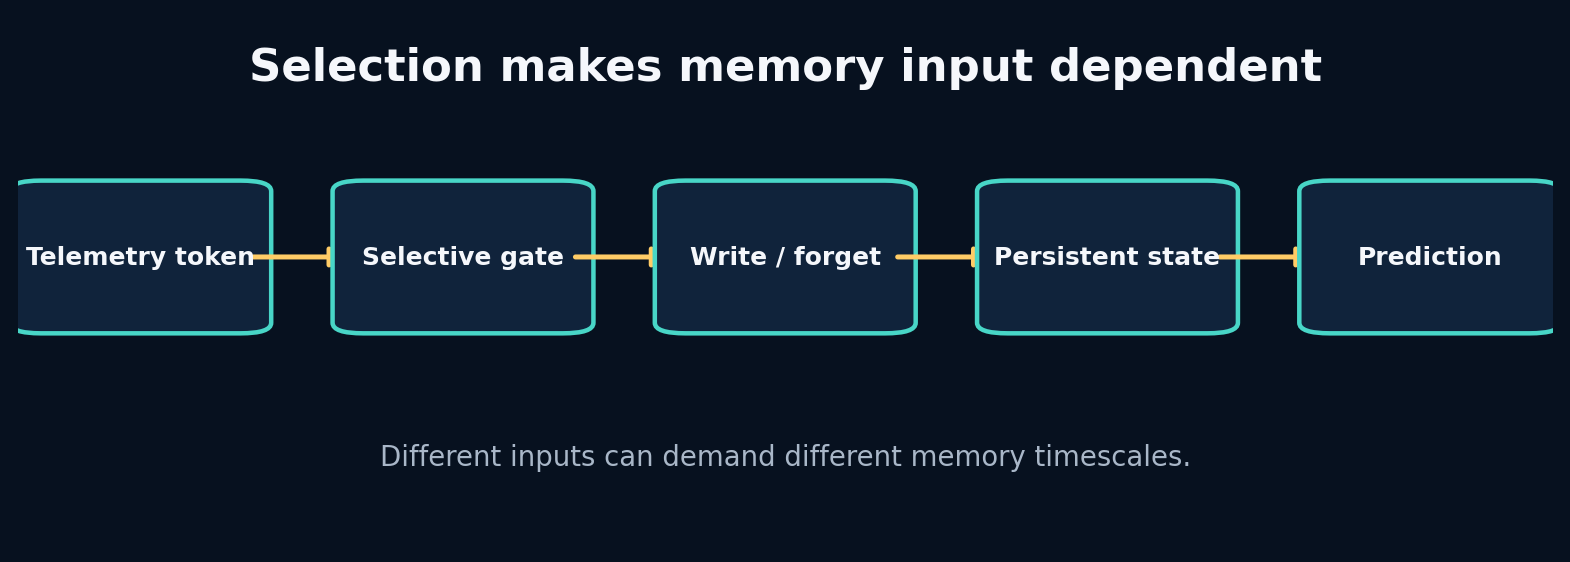 Selection makes memory input dependent
Telemetry token
Selective gate
Write / forget
Persistent state
Prediction
Different inputs can demand different memory timescales.